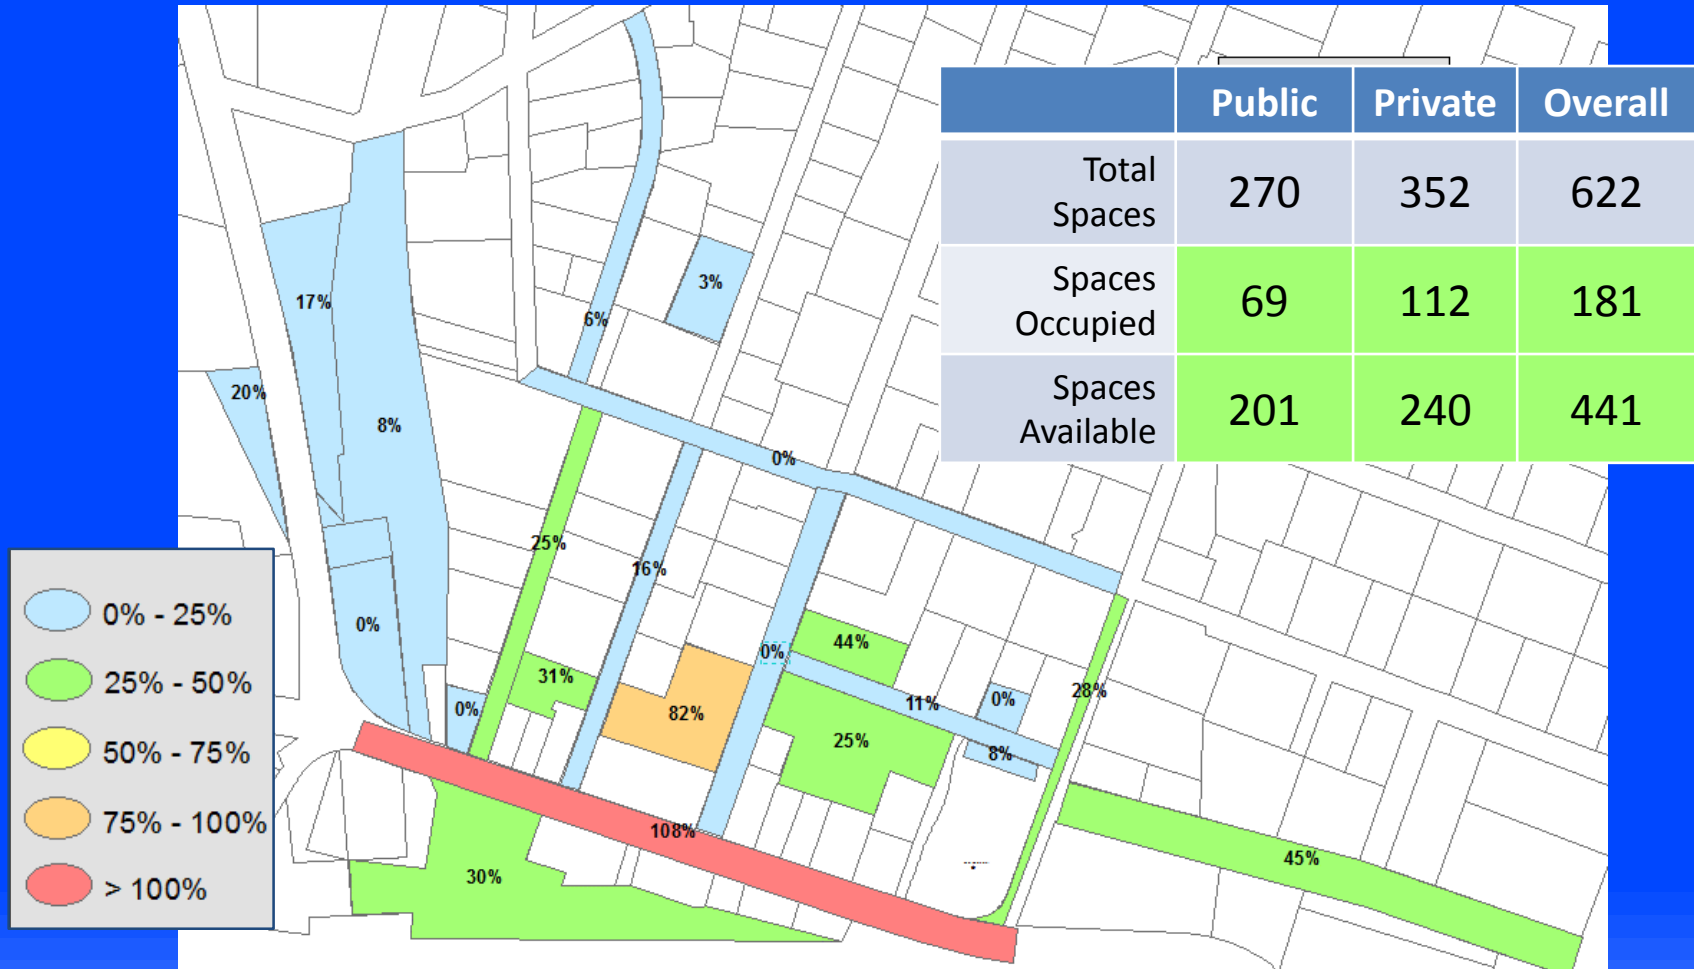 Public Private Overall
Total
Spaces
270 352 622
Spaces
Occupied
69 112 181
Spaces
Available
201 240 441
3%
17%
6%
20%
8%
0%
25%
16%
0%
44%
0%
31%
28%
0%
11%
0%
82%
25%
8%
108%
45%
30%
0% - 25%
25% - 50%
50% - 75%
75% - 100%
> 100%